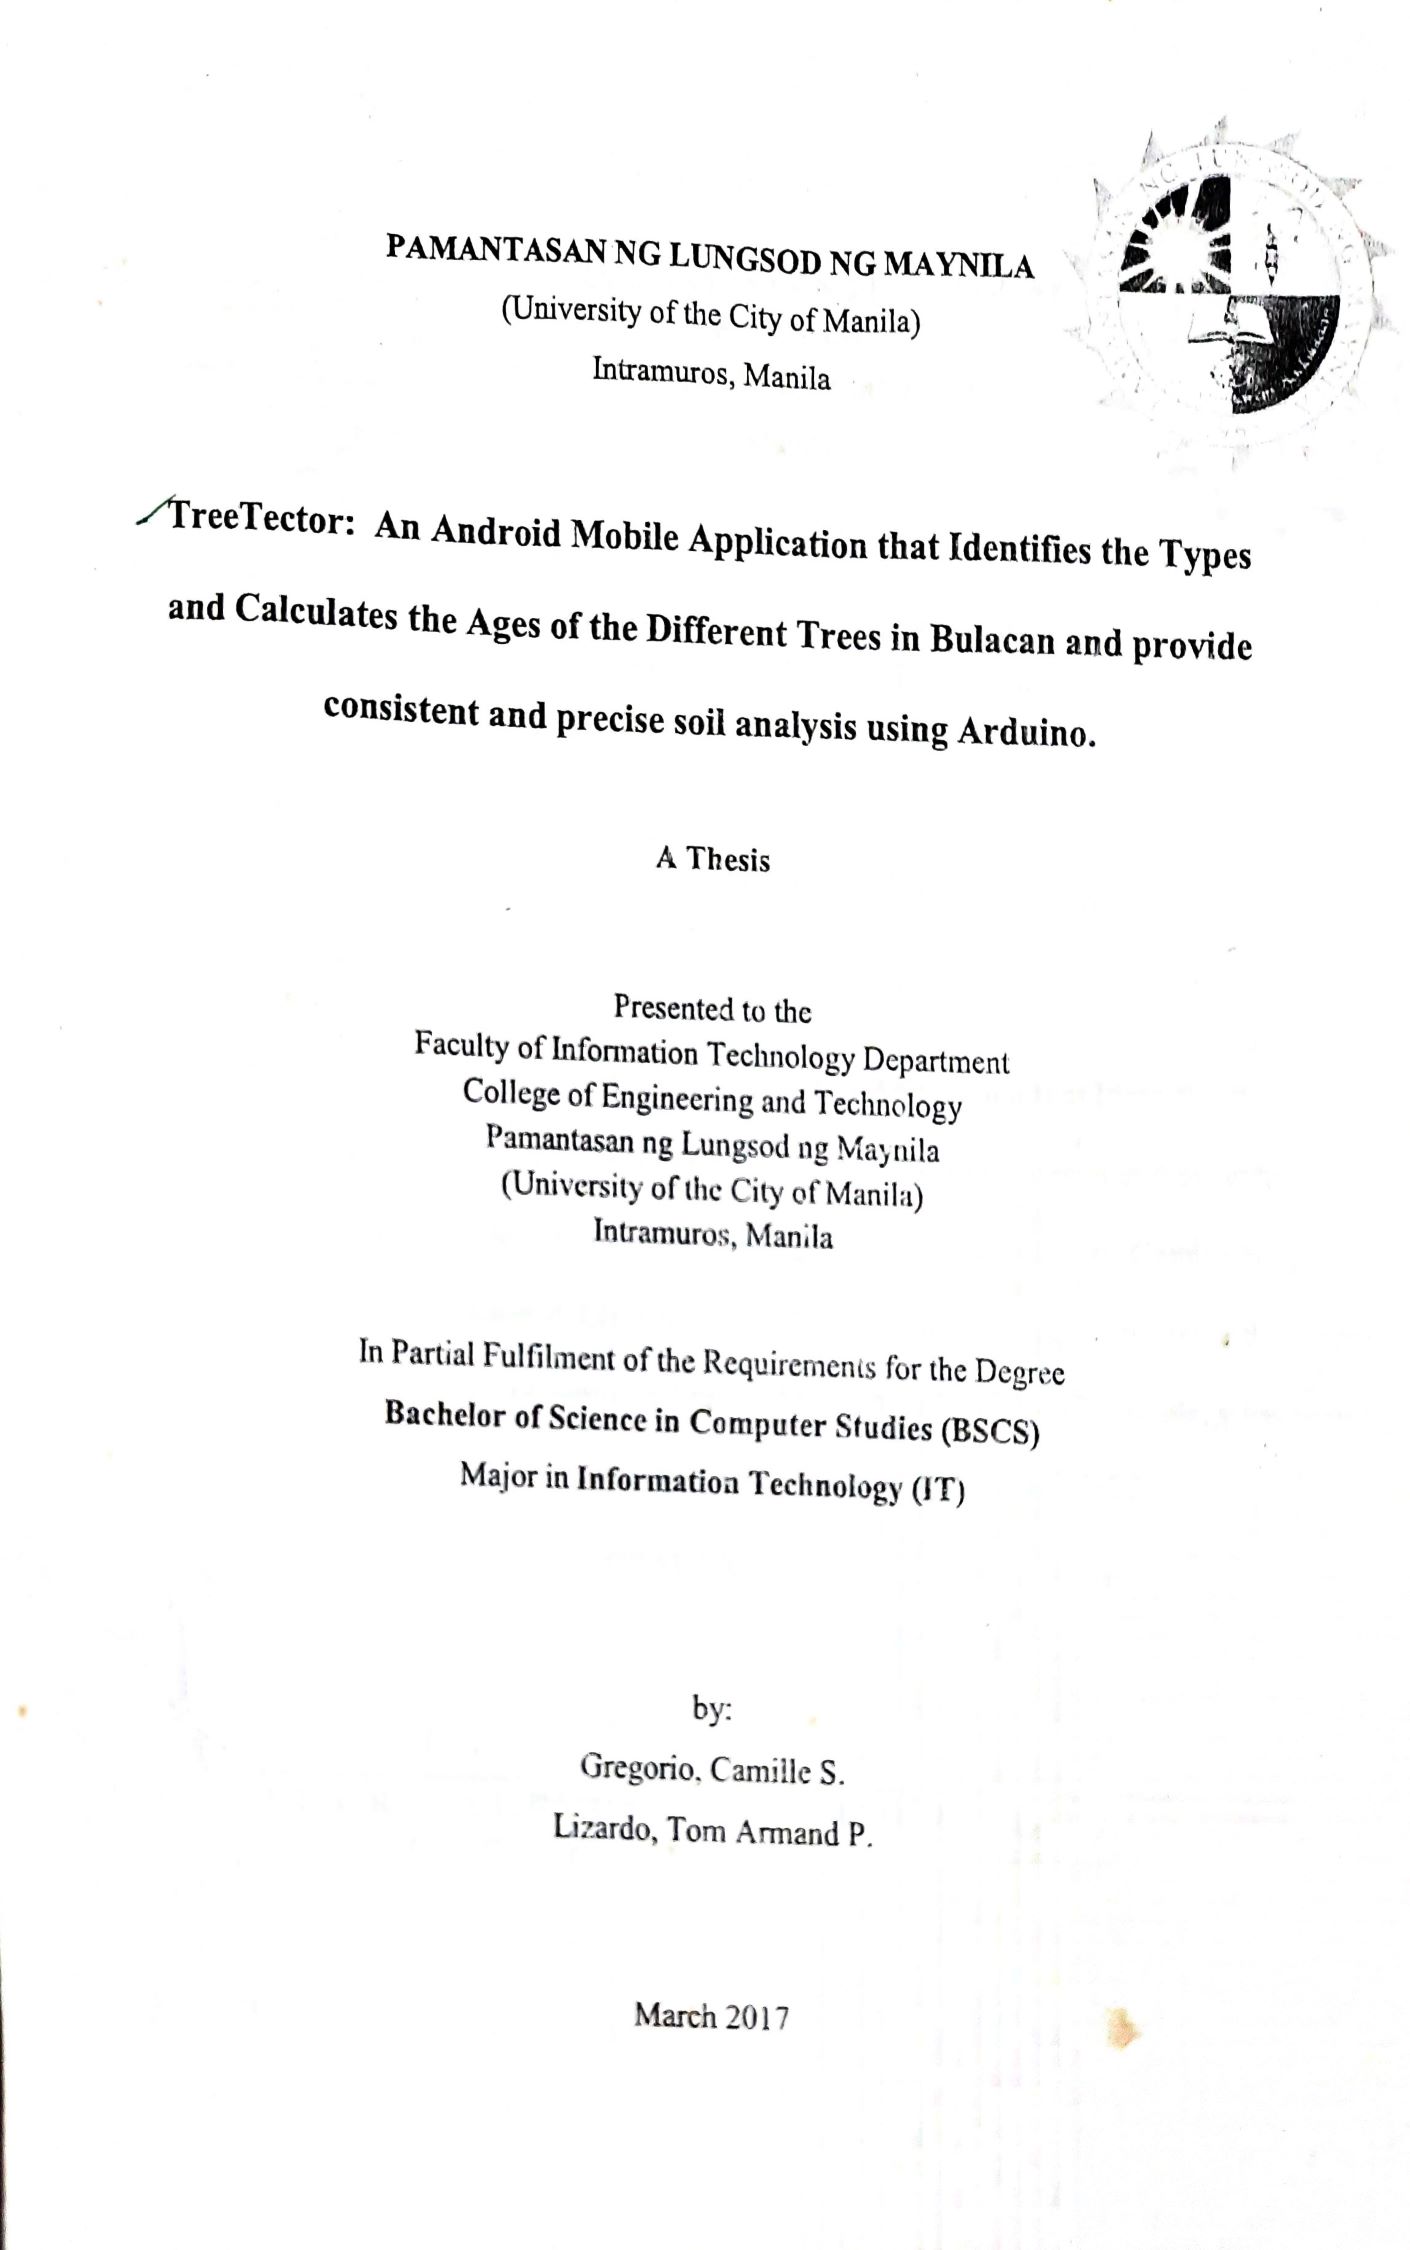 PAMANTASAN NG LUNGSOD NG MAYNILA
(University of the City of Manila)
Intramuros, Manila
TreeTector: An Android Mobile Application that Identifies the Types
and Calculates the Ages of the Different Trees in Bulacan and provide
consistent and precise soil analysis using Arduino.
A Thesis
Presented to the
Faculty of Information Technology Department
College of Engineering and Technology
Pamantasan ng Lungsod ng Maynila
(University of the City of Manila)
Intramuros, Manila
In Partial Fulfilment of the Requirements for the Degree
Bachelor of Science in Computer Studies (BSCS)
Major in Information Technology (IT)
by:
Gregorio, Camille S.
Lizardo, Tom Armand P.
March 2017